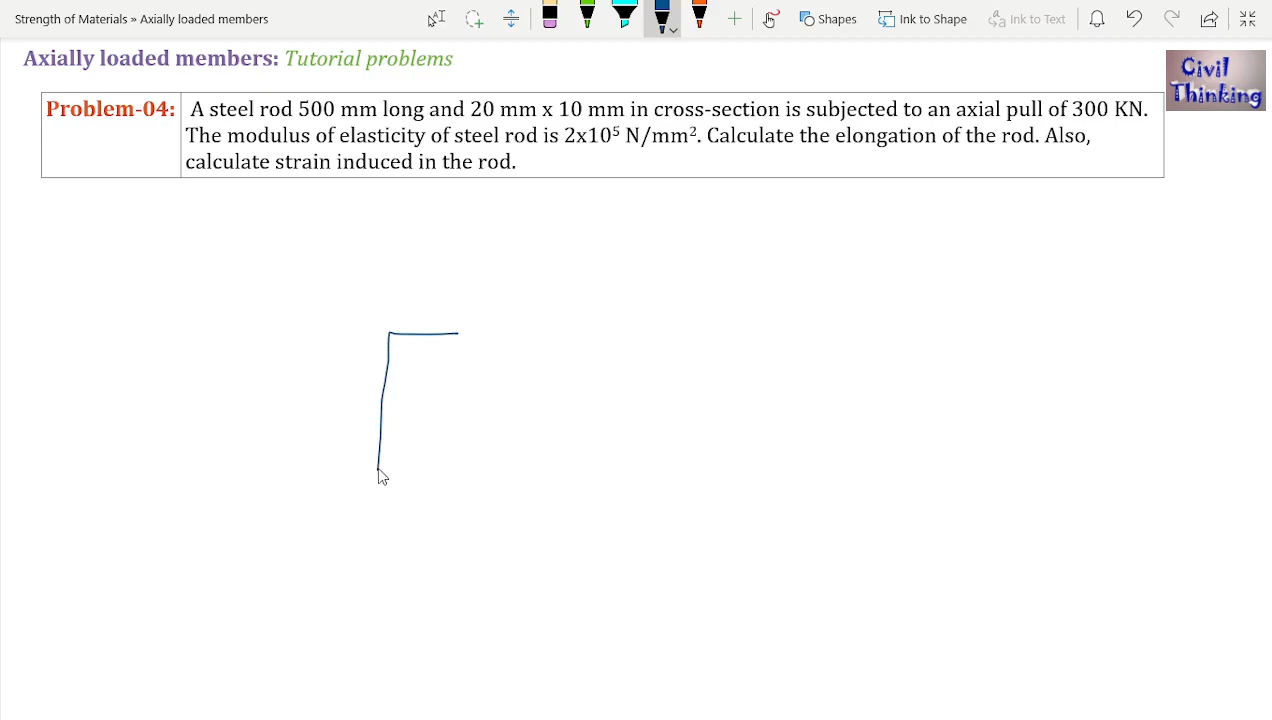 Strength of Materials » Axially loaded members
Shapes
Ink to Shape
Ink to Text
Axially loaded members: Tutorial problems
Civil
Thinking
Problem-04: A steel rod 500 mm long and 20 mm x 10 mm in cross-section is subjected to an axial pull of 300 KN.
The modulus of elasticity of steel rod is 2x10⁵ N/mm². Calculate the elongation of the rod. Also,
calculate strain induced in the rod.